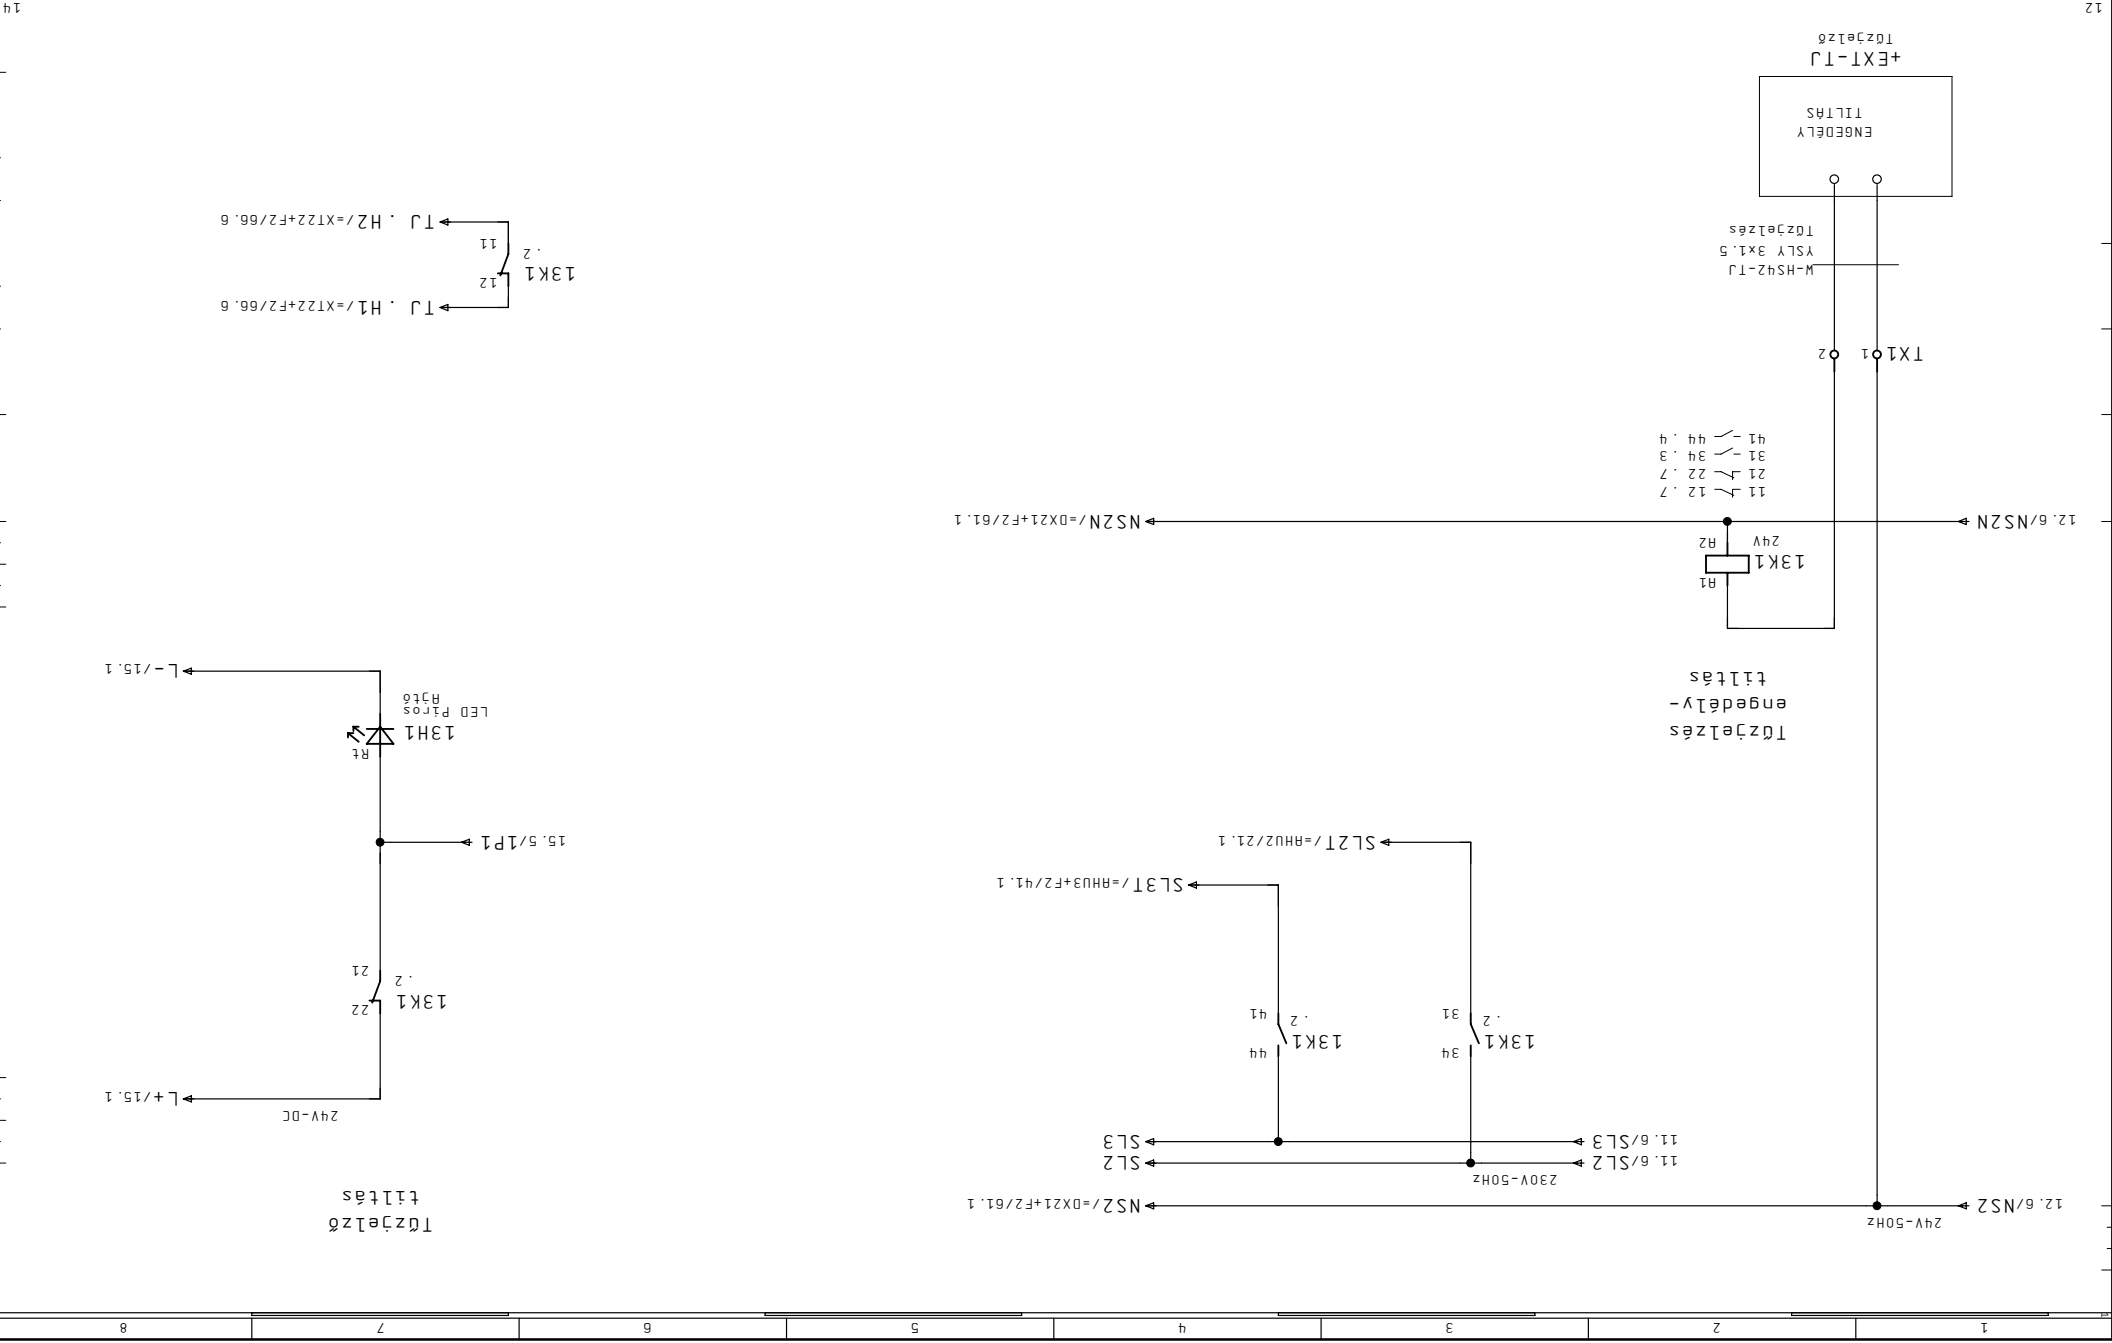 1
2
3
4
5
6
7
8
24V-50Hz
12.6/NS2
NS2/=DX21+F2/61.1
230V-50Hz
11.6/SL2
SL2
11.6/SL3
SL3
Tűzjelző
tiltás
24V-DC
L+/15.1
13K1
.2
34
31
13K1
.2
44
41
13K1
.2
22
21
SL3T/=AHU3+F2/41.1
SL2T/=AHU2/21.1
15.5/1P1
Tűzjelzés
engedély-
tiltás
13H1
LED Piros
Ajtó
Rt
L-/15.1
13K1
24V
A1
A2
12.6/NS2N
NS2N/=DX21+F2/61.1
11 12 .7
21 22 .7
31 34 .3
41 44 .4
TX1
1
2
TJ . H1/=XT22+F2/66.6
13K1
.2
12
11
TJ . H2/=XT22+F2/66.6
W-HS42-TJ
YSLY 3x1.5
Tűzjelzés
ENGEDÉLY
TILTÁS
+EXT-TJ
Tűzjelző
12
14